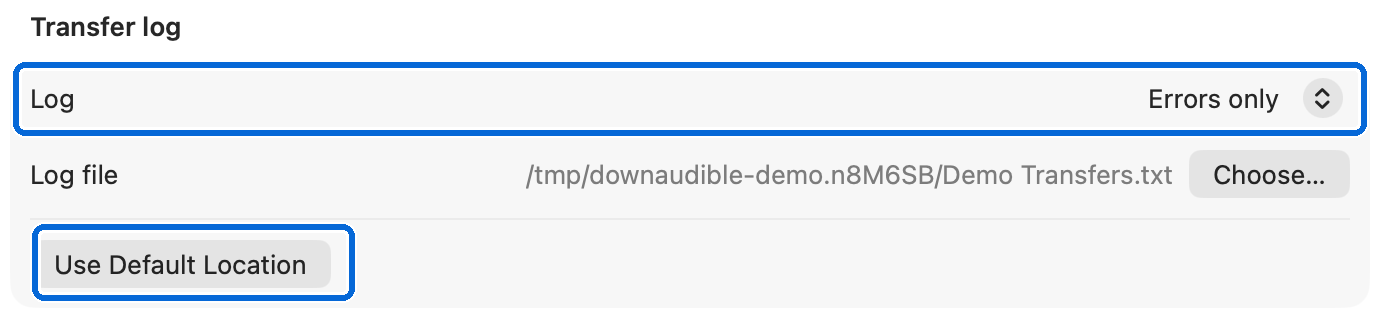 Transfer log
Log Errors only
Log file /tmp/downaudible-demo.n8M6SB/Demo Transfers.txt Choose...
Use Default Location